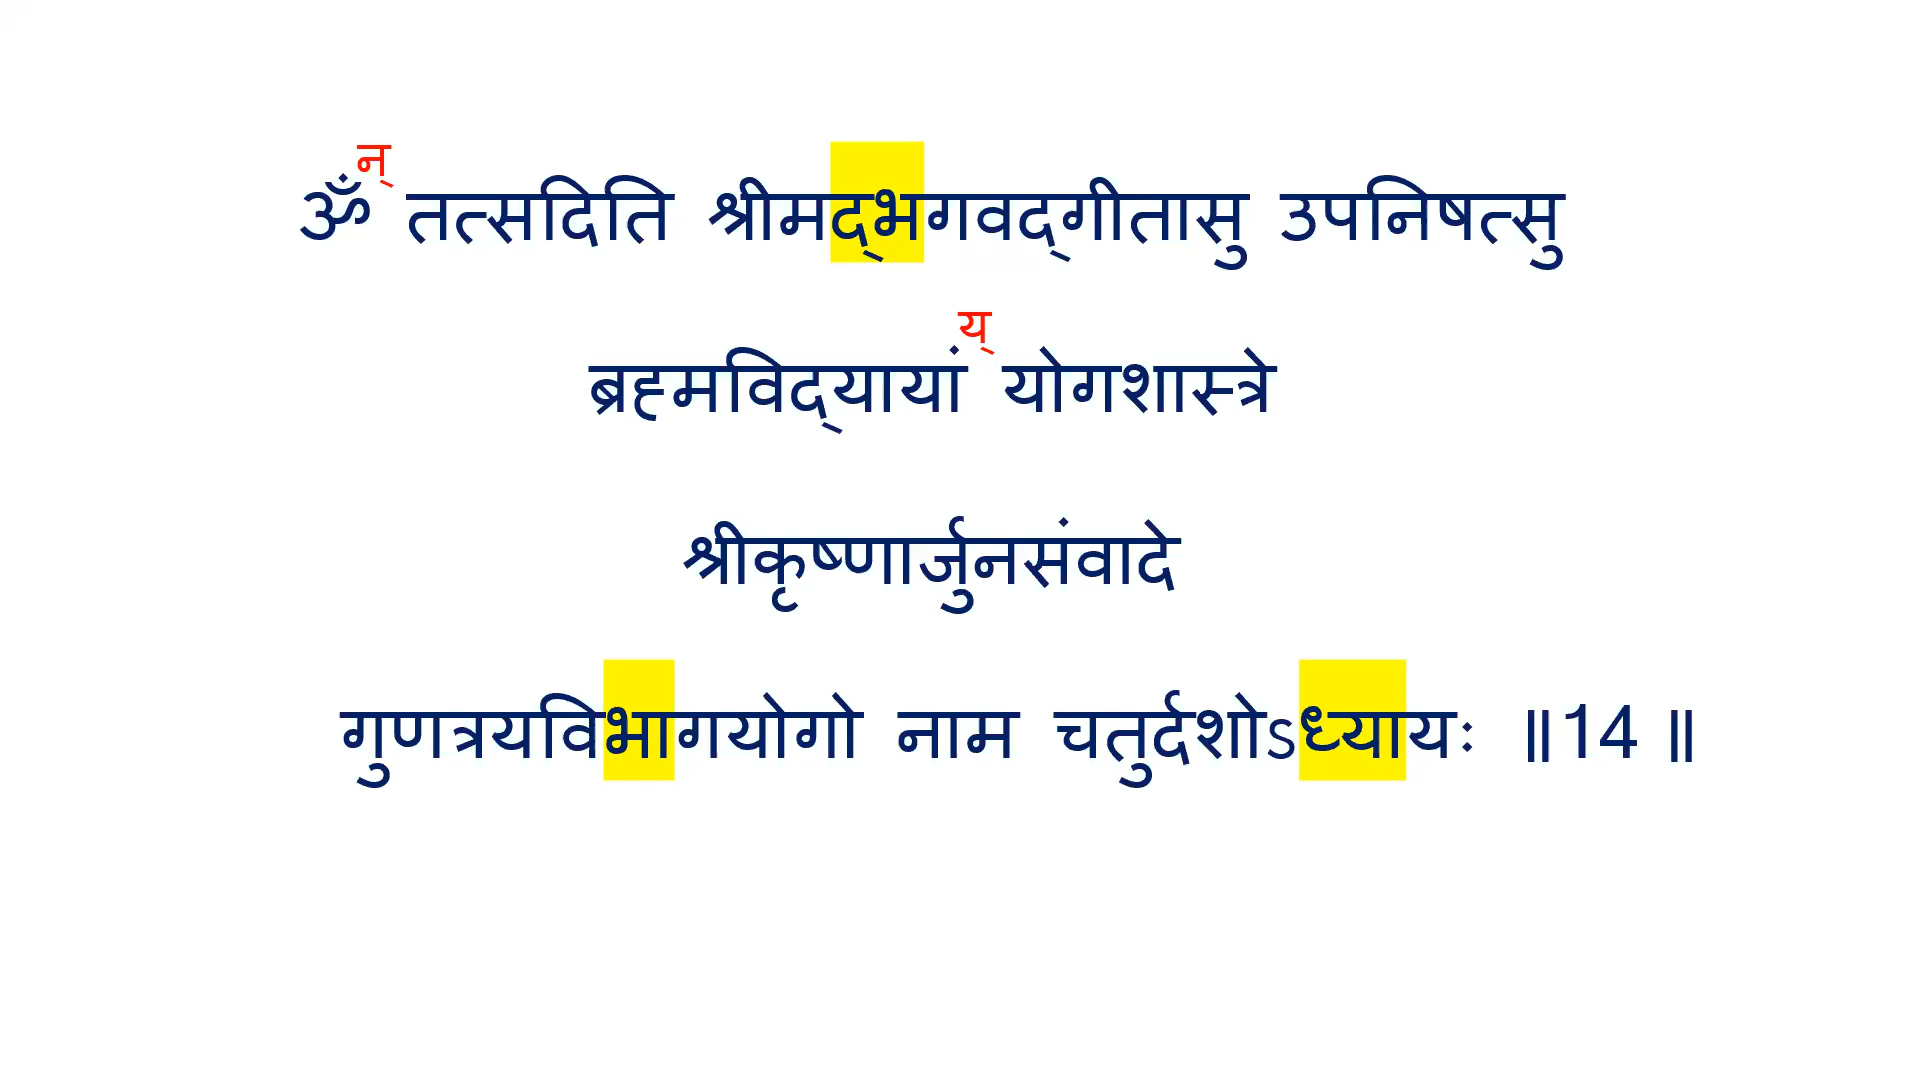 ॐ न् तत्सदिति श्रीमद्‌भगवद्‌गीतासु उपनिषत्सु
ब्रह्मविद्‌यायां य् योगशास्त्रे
श्रीकृष्णार्जुनसंवादे
गुणत्रयविभागयोगो नाम चतुर्दशोऽध्यायः ॥14 ॥